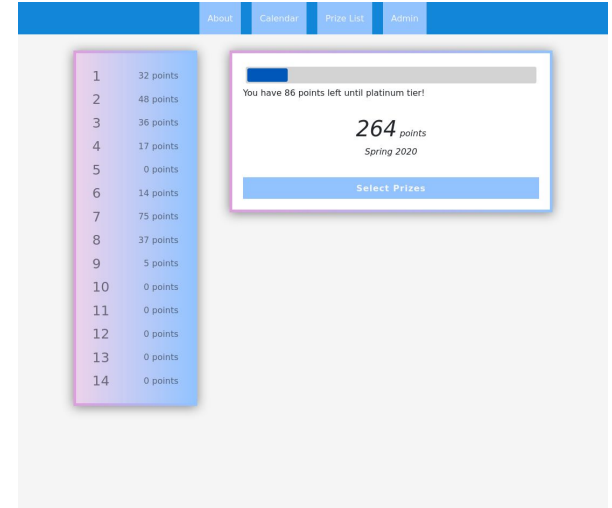 About Calendar Prize List Admin
1 32 points
2 48 points
3 36 points
4 17 points
5 0 points
6 14 points
7 75 points
8 37 points
9 5 points
10 0 points
11 0 points
12 0 points
13 0 points
14 0 points
You have 86 points left until platinum tier!
264 points
Spring 2020
Select Prizes